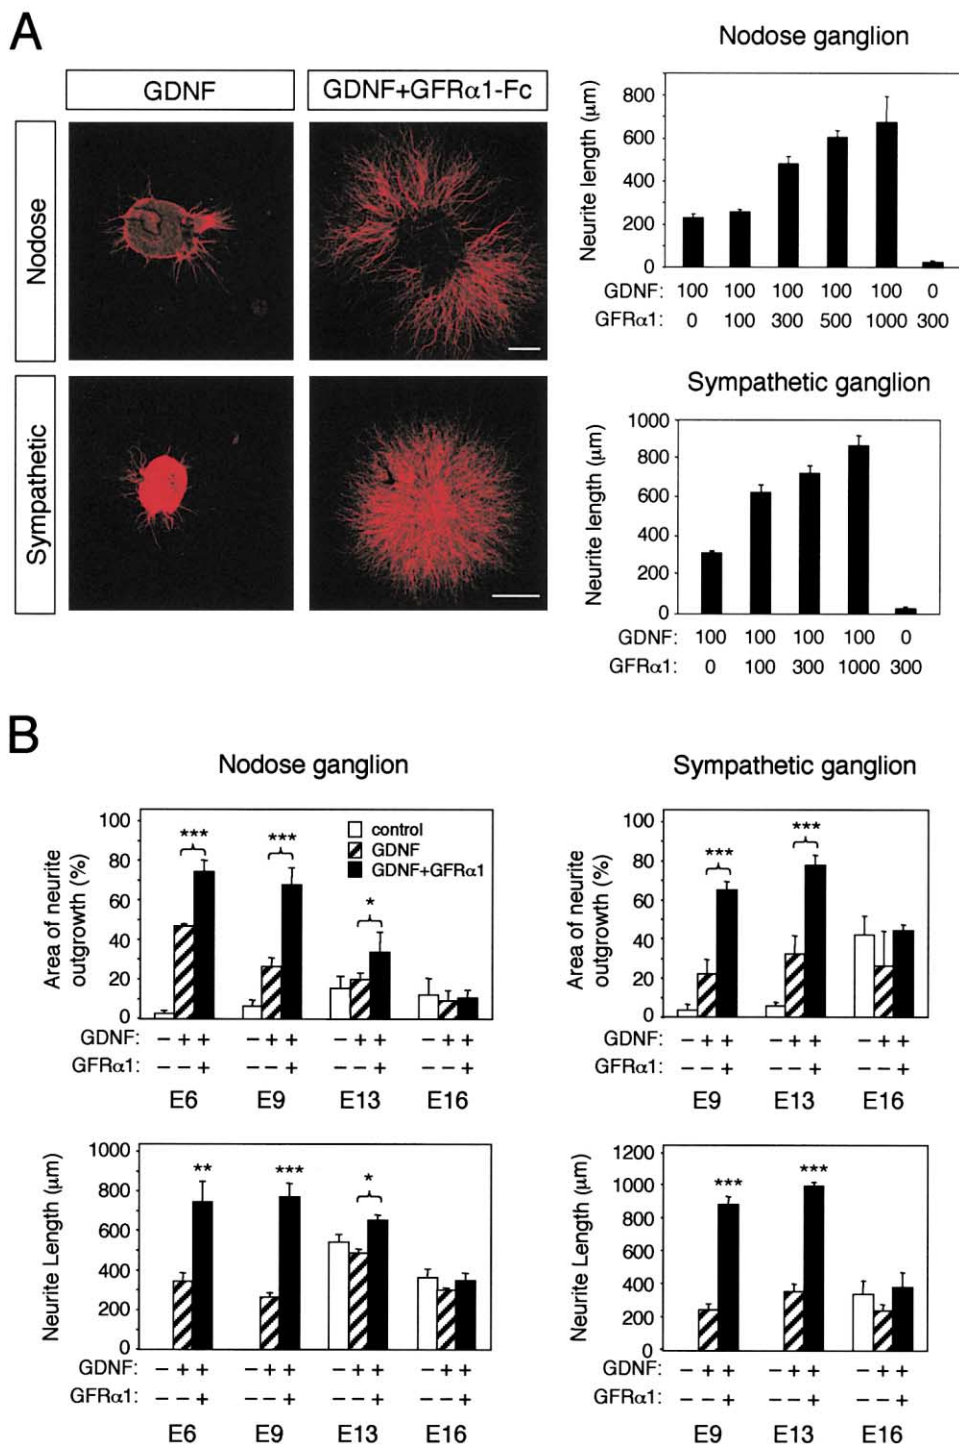 A
GDNF
GDNF+GFRα1-Fc
Nodose
Sympathetic
Nodose ganglion
Neurite length (μm)
800
600
400
200
0
GDNF: 100 100 100 100 100 0
GFRα1: 0 100 300 500 1000 300
Sympathetic ganglion
Neurite length (μm)
1000
800
600
400
200
0
GDNF: 100 100 100 100 0
GFRα1: 0 100 300 1000 300
B
Nodose ganglion
Area of neurite
outgrowth (%)
100
80
60
40
20
0
*** *** *
control
GDNF
GDNF+GFRα1
GDNF: − + + − + + − + + − + +
GFRα1: − − + − − + − − + − − +
E6 E9 E13 E16
Sympathetic ganglion
Area of neurite
outgrowth (%)
100
80
60
40
20
0
*** ***
GDNF: − + + − + + − + +
GFRα1: − − + − − + − − +
E9 E13 E16
Neurite Length (μm)
1000
800
600
400
200
0
** *** *
GDNF: − + + − + + − + + − + +
GFRα1: − − + − − + − − + − − +
E6 E9 E13 E16
Neurite Length (μm)
1200
1000
800
600
400
200
0
*** ***
GDNF: − + + − + + − + +
GFRα1: − − + − − + − − +
E9 E13 E16